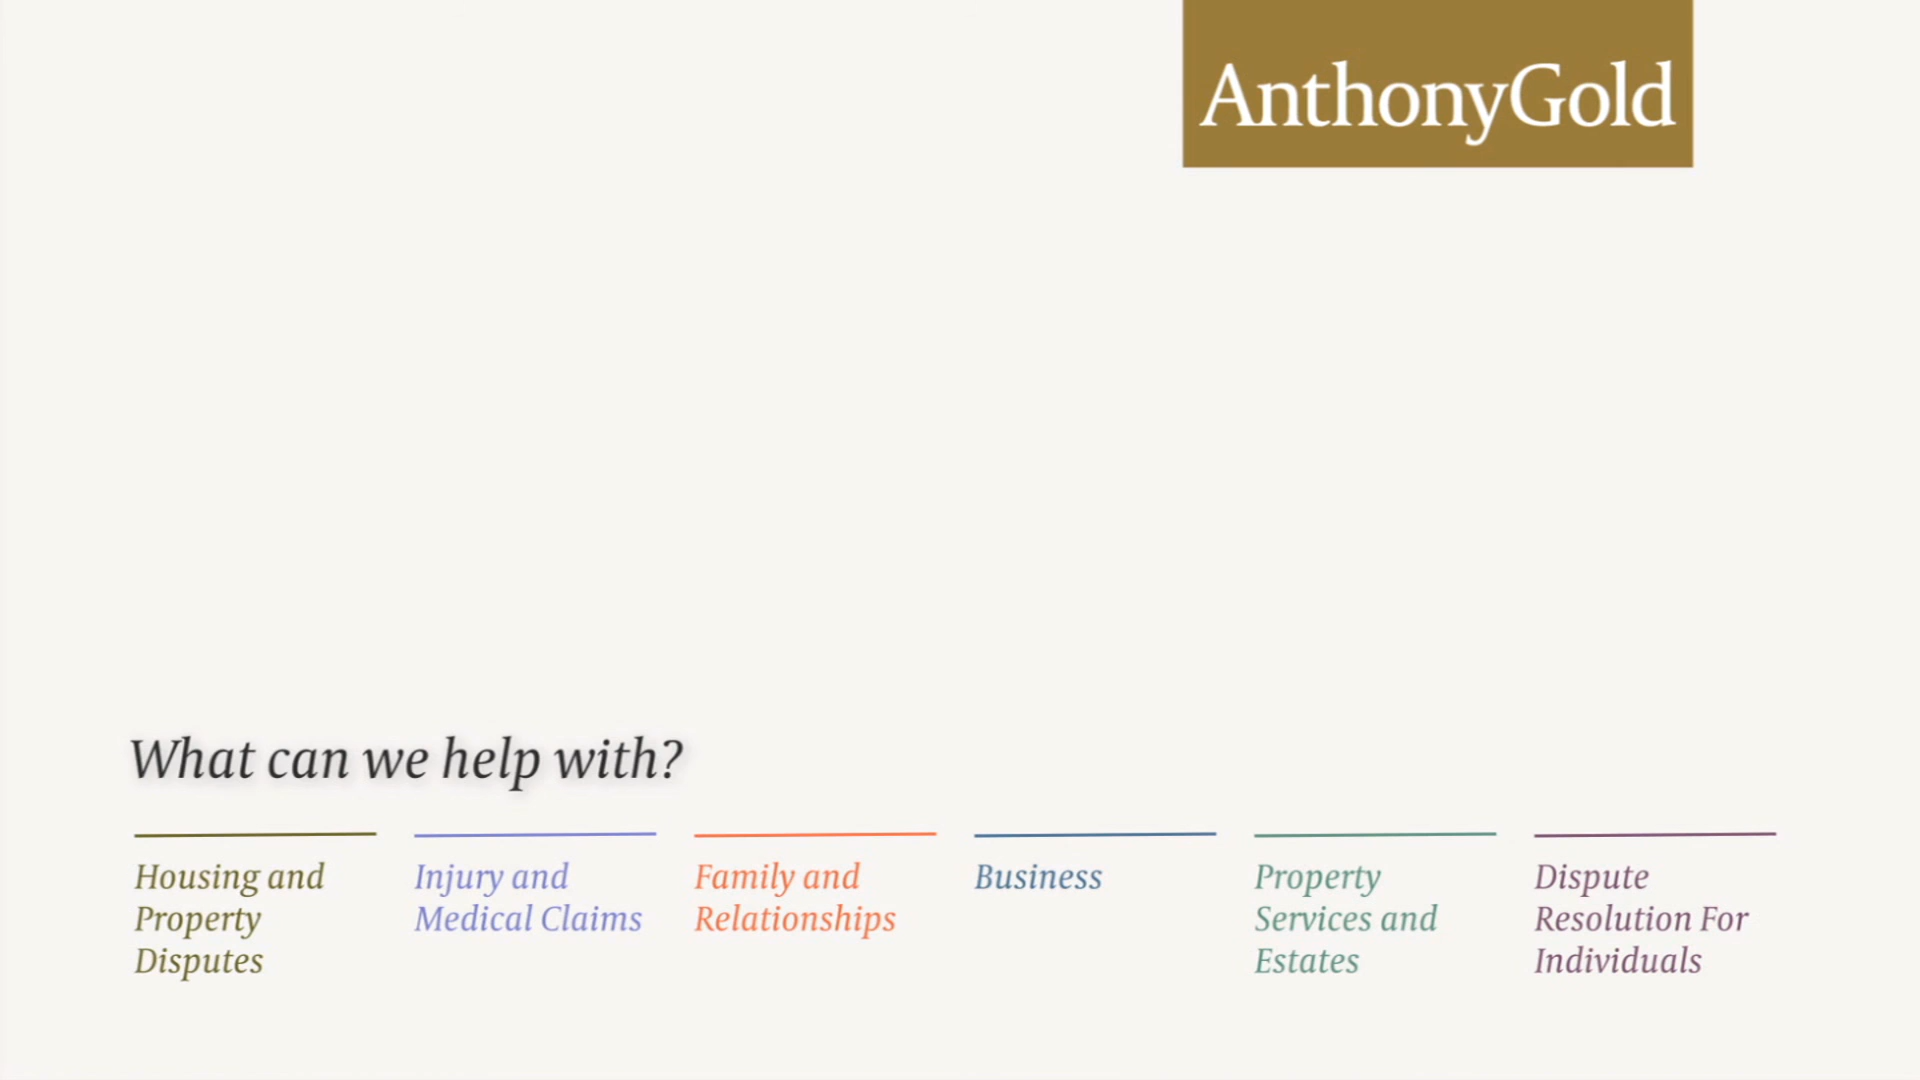 AnthonyGold
What can we help with?
Housing and
Property
Disputes
Injury and
Medical Claims
Family and
Relationships
Business
Property
Services and
Estates
Dispute
Resolution For
Individuals